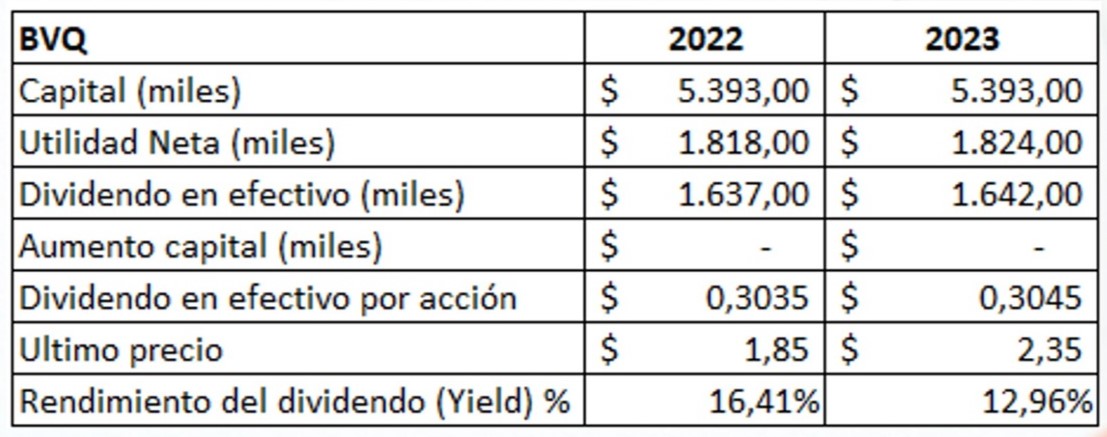 BVQ 2022 2023
Capital (miles) $ 5.393,00 $ 5.393,00
Utilidad Neta (miles) $ 1.818,00 $ 1.824,00
Dividendo en efectivo (miles) $ 1.637,00 $ 1.642,00
Aumento capital (miles) $ - $ -
Dividendo en efectivo por acción $ 0,3035 $ 0,3045
Ultimo precio $ 1,85 $ 2,35
Rendimiento del dividendo (Yield) % 16,41% 12,96%